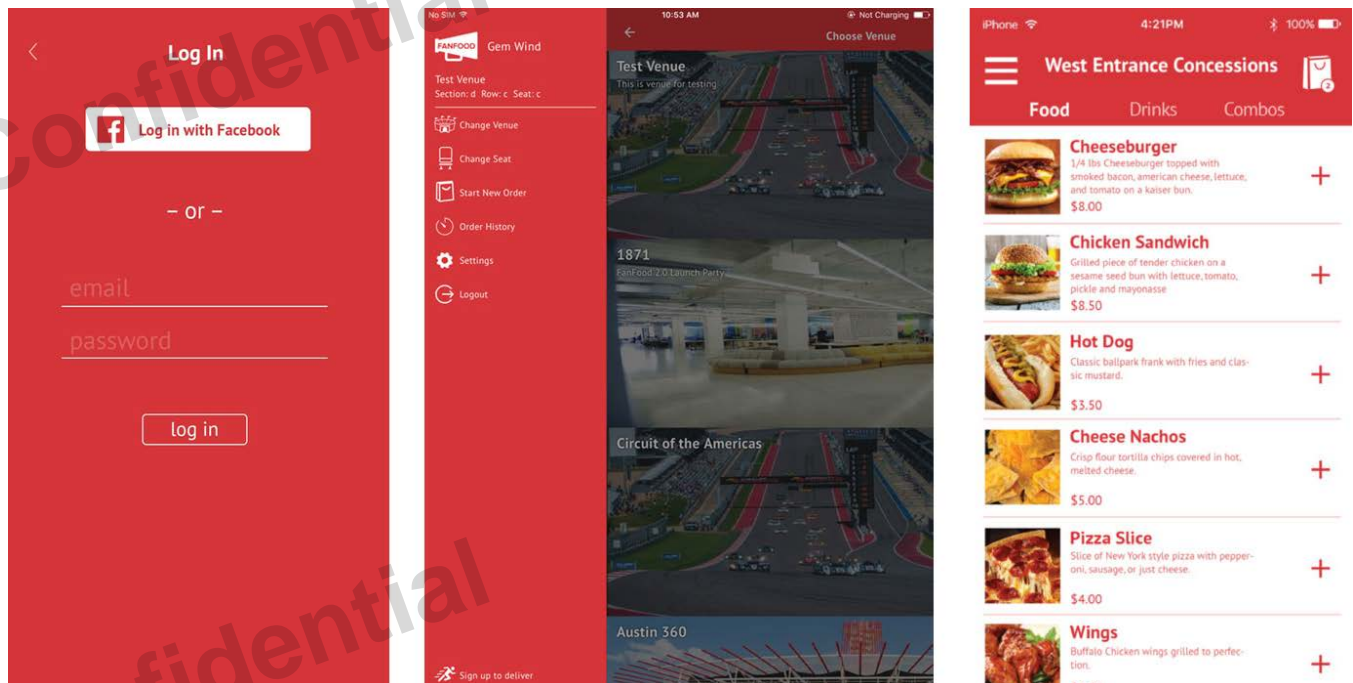 Log In
Log in with Facebook
– or –
email
password
log in
Confidential
Confidential
No SIM
10:53 AM
Not Charging
FANFOOD
Gem Wind
Test Venue
Section: d Row: c Seat: c
Change Venue
Change Seat
Start New Order
Order History
Settings
Logout
Sign up to deliver
Choose Venue
Test Venue
This is venue for testing
1871
FanFood 2.0 Launch Party
Circuit of the Americas
Austin 360
iPhone
4:21PM
100%
West Entrance Concessions
2
Food
Drinks
Combos
Cheeseburger
1/4 lbs Cheeseburger topped with
smoked bacon, american cheese, lettuce,
and tomato on a kaiser bun.
$8.00
Chicken Sandwich
Grilled piece of tender chicken on a
sesame seed bun with lettuce, tomato,
pickle and mayonasse
$8.50
Hot Dog
Classic ballpark frank with fries and clas-
sic mustard.
$3.50
Cheese Nachos
Crisp flour tortilla chips covered in hot,
melted cheese.
$5.00
Pizza Slice
Slice of New York style pizza with pepper-
oni, sausage, or just cheese.
$4.00
Wings
Buffalo Chicken wings grilled to perfec-
tion.